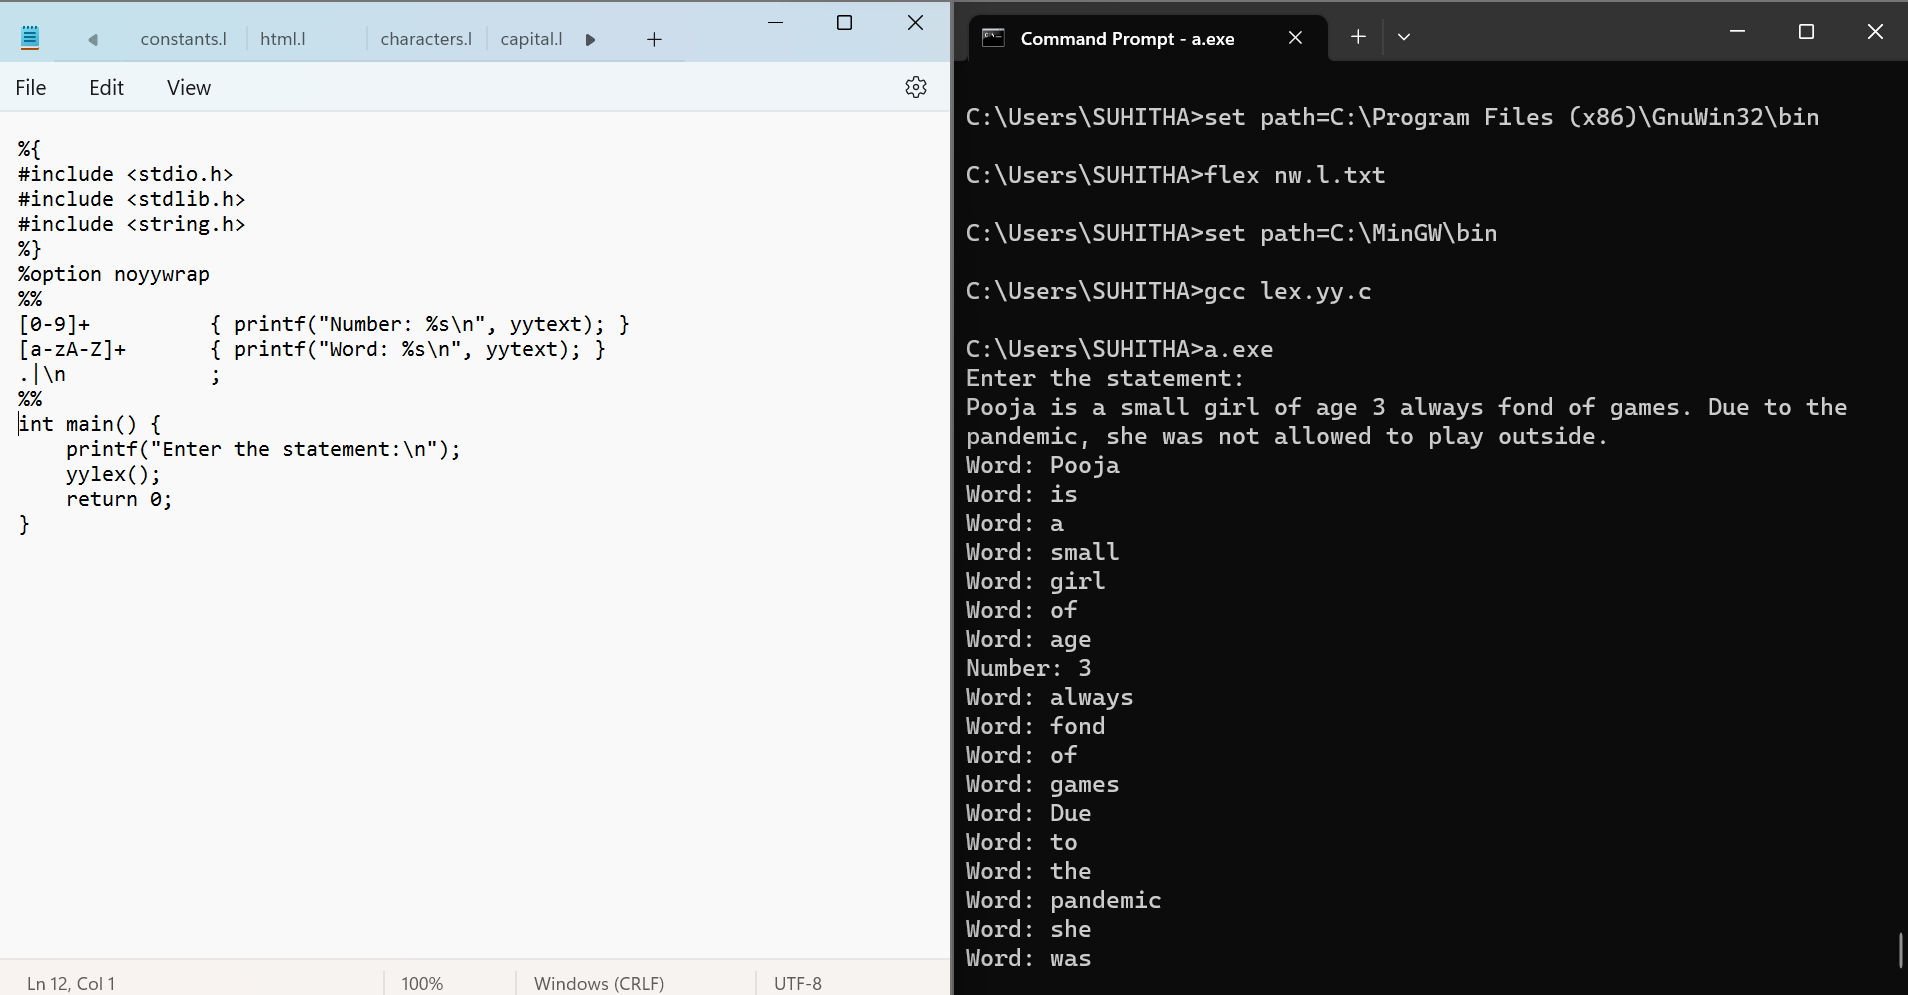 constants.l html.l characters.l capital.l
File Edit View
%{
#include <stdio.h>
#include <stdlib.h>
#include <string.h>
%}
%option noyywrap
%%
[0-9]+          { printf("Number: %s\n", yytext); }
[a-zA-Z]+       { printf("Word: %s\n", yytext); }
.|\n            ;
%%
int main() {
    printf("Enter the statement:\n");
    yylex();
    return 0;
}
Ln 12, Col 1 100% Windows (CRLF) UTF-8
Command Prompt - a.exe
C:\Users\SUHITHA>set path=C:\Program Files (x86)\GnuWin32\bin
C:\Users\SUHITHA>flex nw.l.txt
C:\Users\SUHITHA>set path=C:\MinGW\bin
C:\Users\SUHITHA>gcc lex.yy.c
C:\Users\SUHITHA>a.exe
Enter the statement:
Pooja is a small girl of age 3 always fond of games. Due to the
pandemic, she was not allowed to play outside.
Word: Pooja
Word: is
Word: a
Word: small
Word: girl
Word: of
Word: age
Number: 3
Word: always
Word: fond
Word: of
Word: games
Word: Due
Word: to
Word: the
Word: pandemic
Word: she
Word: was